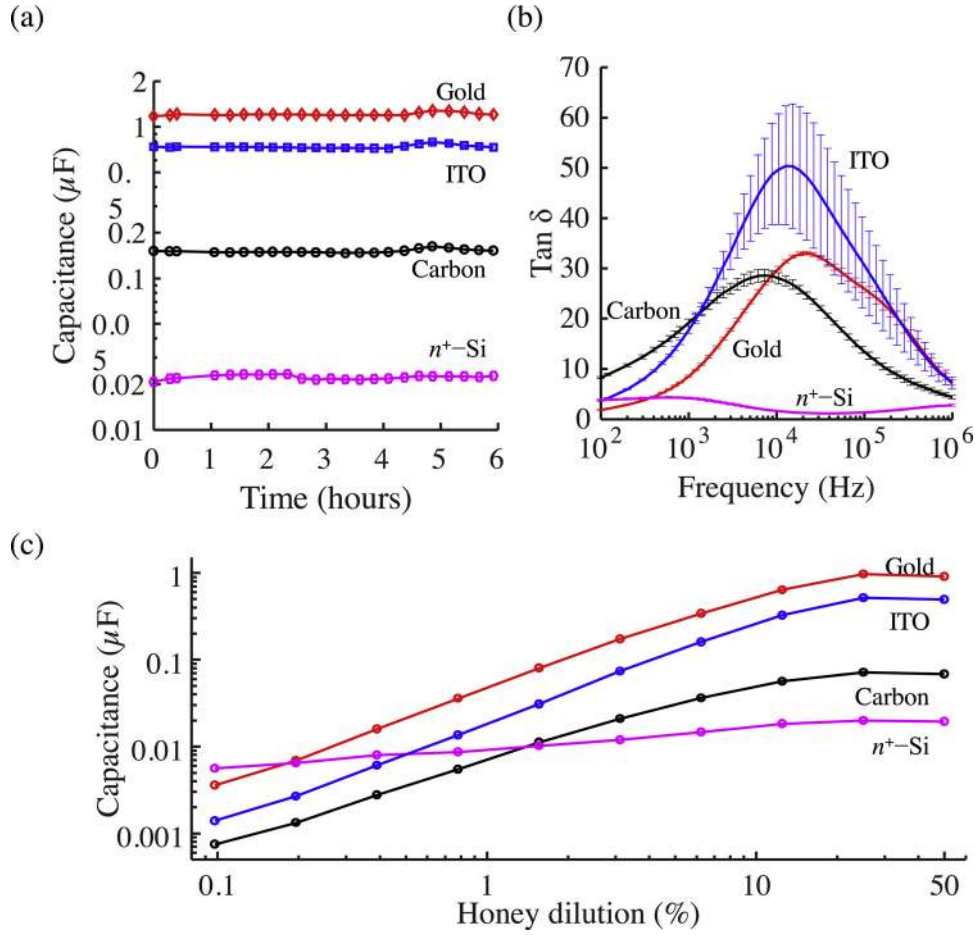 (a)
2
1
0.
5
0.2
0.1
0.0
5
0.02
0.01
Capacitance (µF)
Gold
ITO
Carbon
n⁺–Si
0 1 2 3 4 5 6
Time (hours)
(b)
70
60
50
40
30
20
10
0
Tan δ
ITO
Carbon
Gold
n⁺–Si
10² 10³ 10⁴ 10⁵ 10⁶
Frequency (Hz)
(c)
1
0.1
0.01
0.001
Capacitance (µF)
Gold
ITO
Carbon
n⁺–Si
0.1 1 10 50
Honey dilution (%)